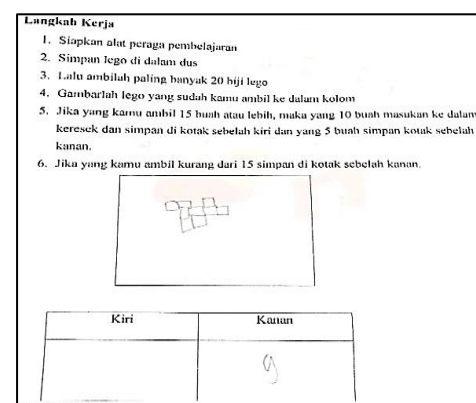 Langkah Kerja
1. Siapkan alat peraga pembelajaran
2. Simpan lego di dalam dus
3. Lalu ambilah paling banyak 20 biji lego
4. Gambarlah lego yang sudah kamu ambil ke dalam kolom
5. Jika yang kamu ambil 15 buah atau lebih, maka yang 10 buah masukan ke dalam
keresek dan simpan di kotak sebelah kiri dan yang 5 buah simpan kotak sebelah
kanan.
6. Jika yang kamu ambil kurang dari 15 simpan di kotak sebelah kanan.
Kiri Kanan
9